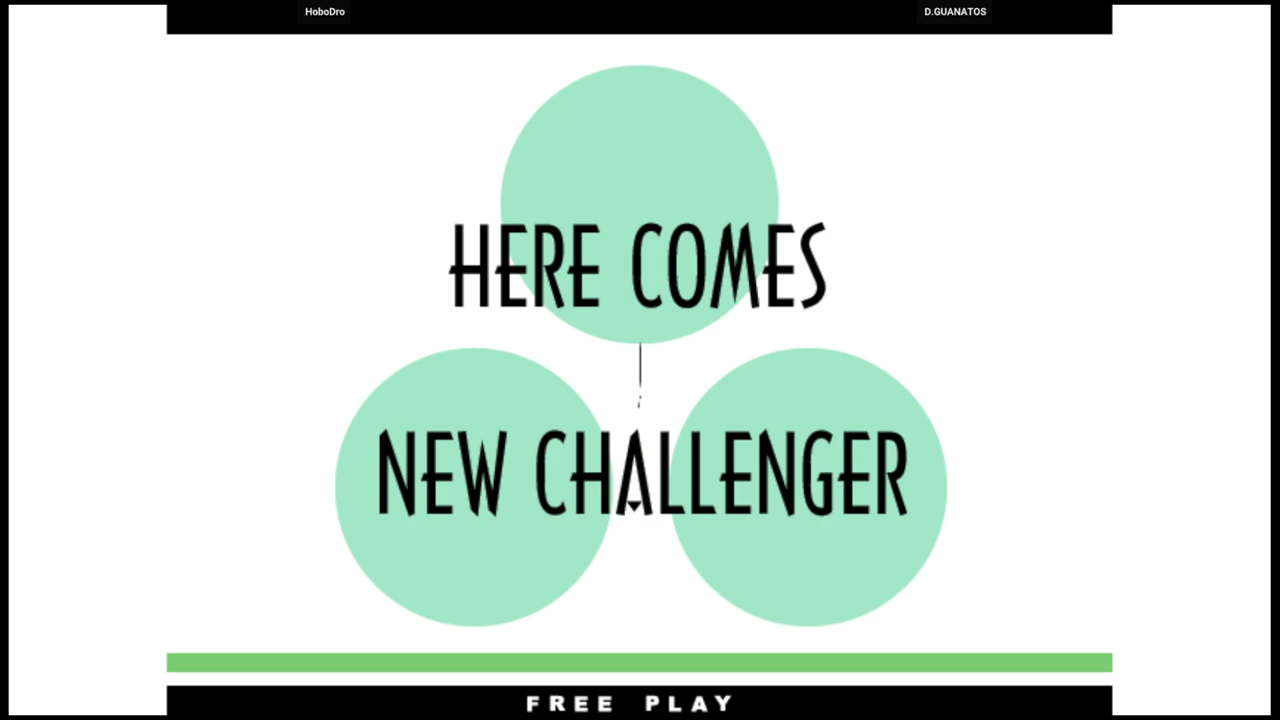 HoboDro
D.GUANATOS
HERE COMES
NEW CHALLENGER
FREE PLAY